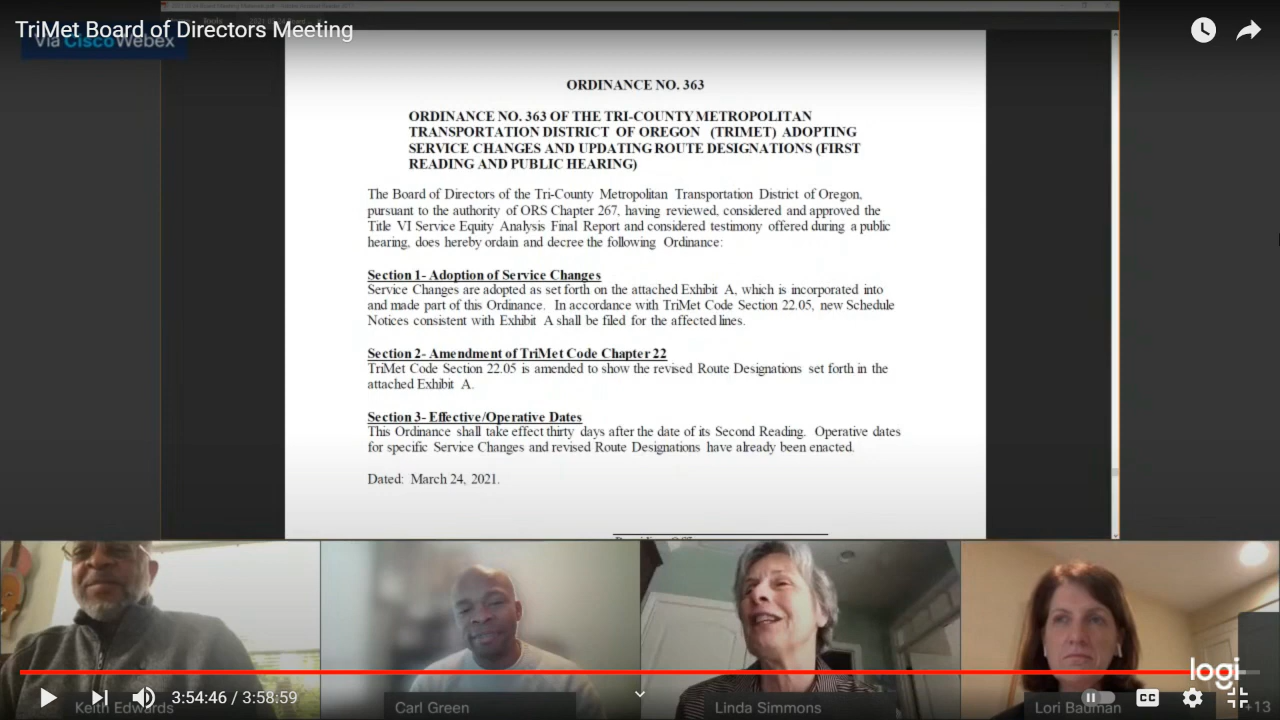 TriMet Board of Directors Meeting
Via Cisco Webex
ORDINANCE NO. 363
ORDINANCE NO. 363 OF THE TRI-COUNTY METROPOLITAN
TRANSPORTATION DISTRICT OF OREGON (TRIMET) ADOPTING
SERVICE CHANGES AND UPDATING ROUTE DESIGNATIONS (FIRST
READING AND PUBLIC HEARING)
The Board of Directors of the Tri-County Metropolitan Transportation District of Oregon,
pursuant to the authority of ORS Chapter 267, having reviewed, considered and approved the
Title VI Service Equity Analysis Final Report and considered testimony offered during a public
hearing, does hereby ordain and decree the following Ordinance:
Section 1- Adoption of Service Changes
Service Changes are adopted as set forth on the attached Exhibit A, which is incorporated into
and made part of this Ordinance. In accordance with TriMet Code Section 22.05, new Schedule
Notices consistent with Exhibit A shall be filed for the affected lines.
Section 2- Amendment of TriMet Code Chapter 22
TriMet Code Section 22.05 is amended to show the revised Route Designations set forth in the
attached Exhibit A.
Section 3- Effective/Operative Dates
This Ordinance shall take effect thirty days after the date of its Second Reading. Operative dates
for specific Service Changes and revised Route Designations have already been enacted.
Dated: March 24, 2021.
logi
3:54:46 / 3:58:59
CC
Keith Edwards
Carl Green
Linda Simmons
Lori Bauman
+13